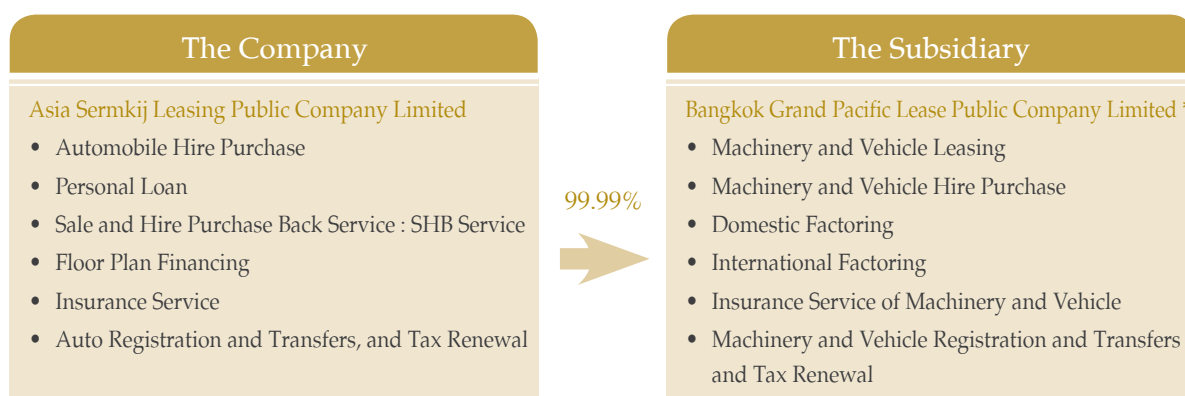 The Company
Asia Sermkij Leasing Public Company Limited
• Automobile Hire Purchase
• Personal Loan
• Sale and Hire Purchase Back Service : SHB Service
• Floor Plan Financing
• Insurance Service
• Auto Registration and Transfers, and Tax Renewal
99.99%
The Subsidiary
Bangkok Grand Pacific Lease Public Company Limited *
• Machinery and Vehicle Leasing
• Machinery and Vehicle Hire Purchase
• Domestic Factoring
• International Factoring
• Insurance Service of Machinery and Vehicle
• Machinery and Vehicle Registration and Transfers
and Tax Renewal